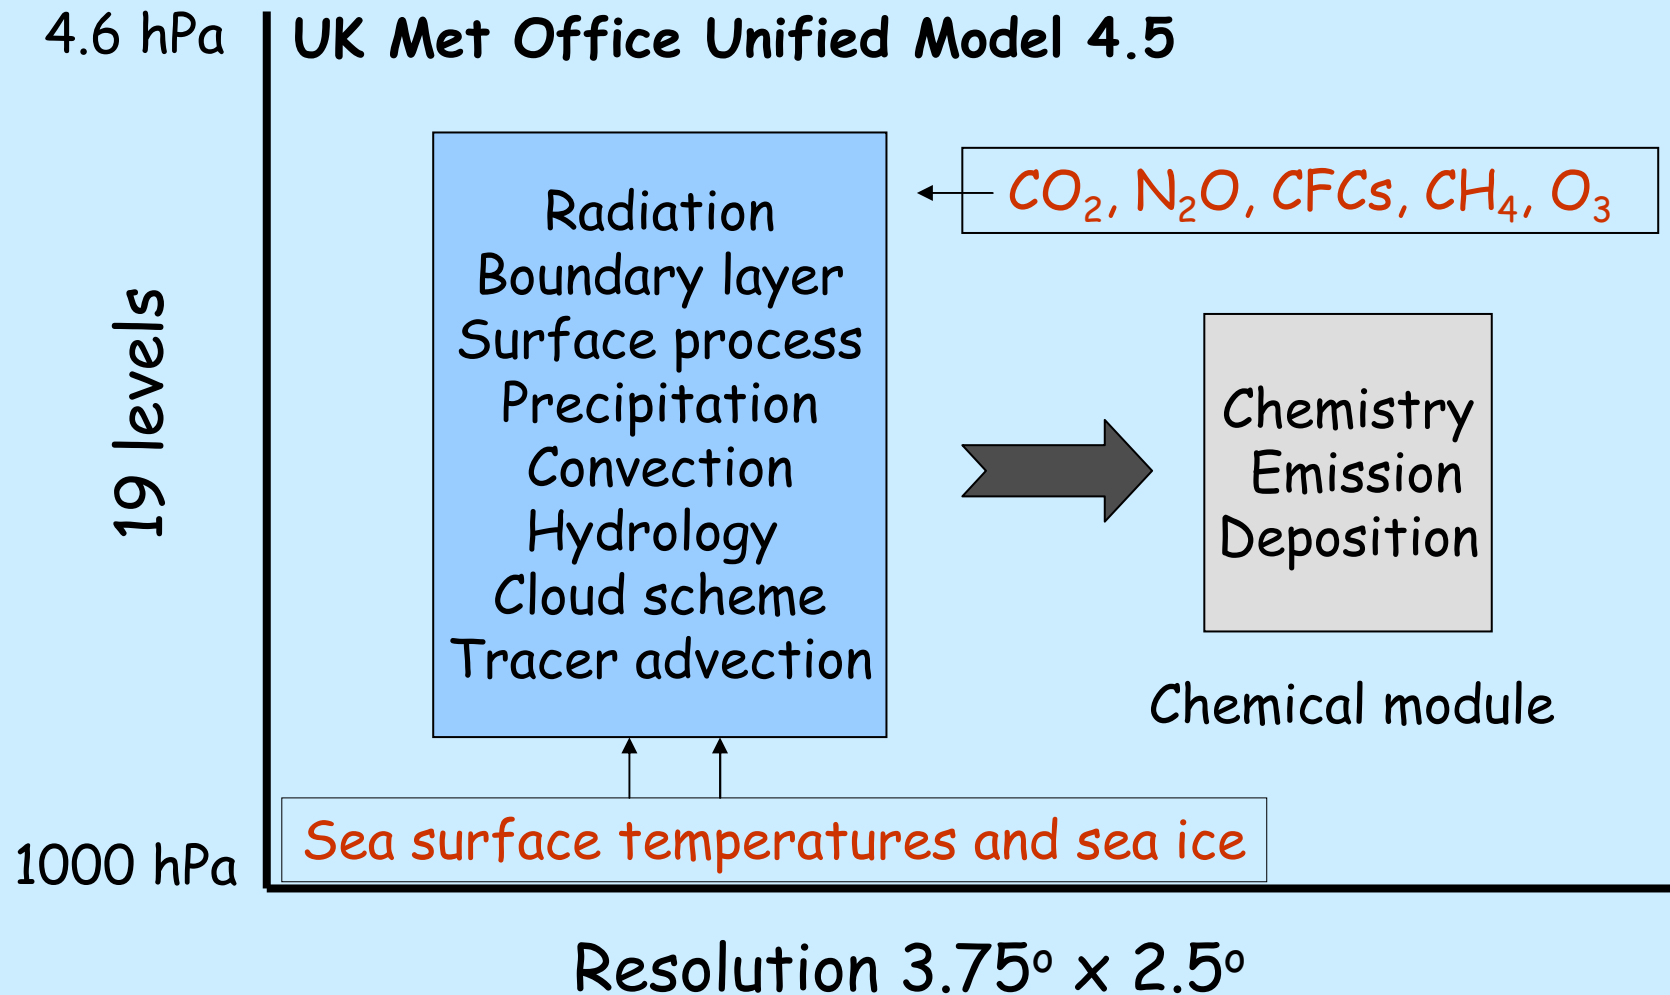 4.6 hPa
UK Met Office Unified Model 4.5
CO₂, N₂O, CFCs, CH₄, O₃
Radiation
Boundary layer
Surface process
Precipitation
Convection
Hydrology
Cloud scheme
Tracer advection
19 levels
Chemistry
Emission
Deposition
Chemical module
Sea surface temperatures and sea ice
1000 hPa
Resolution 3.75º x 2.5º